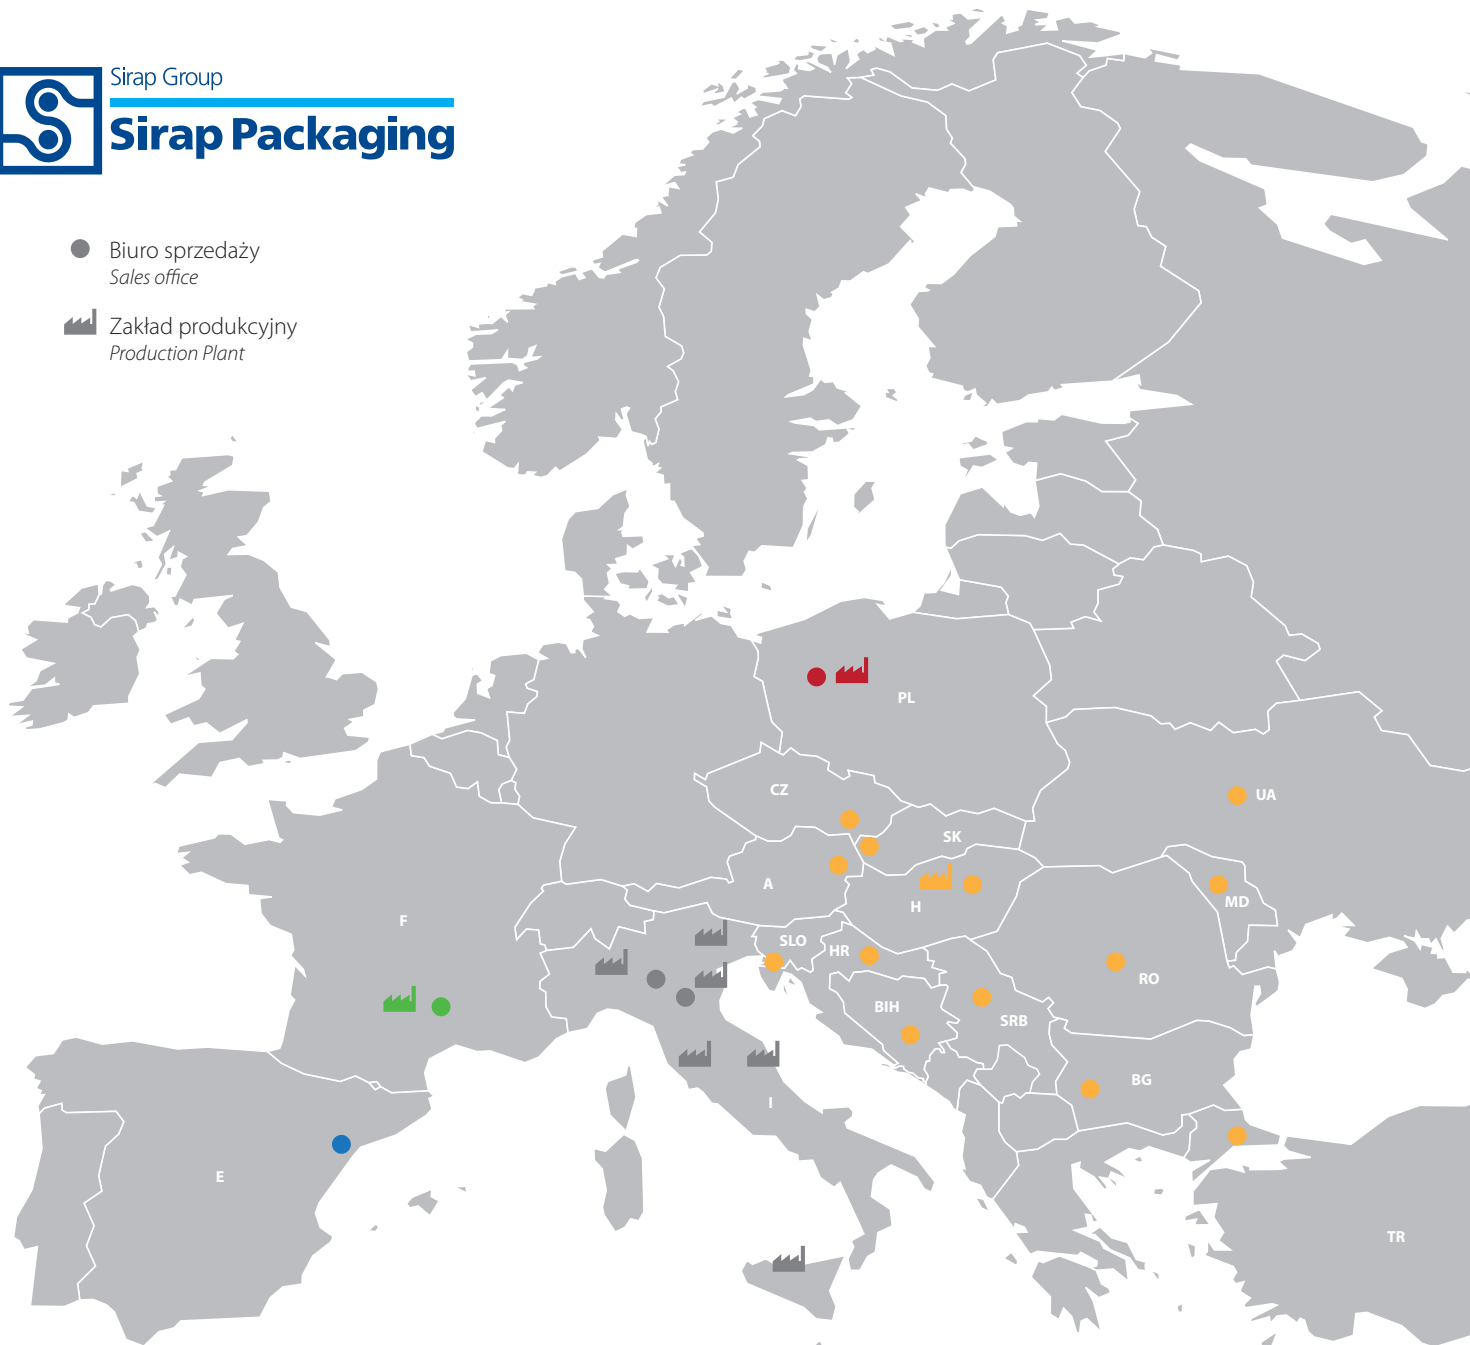 Sirap Group
Sirap Packaging
Biuro sprzedaży
Sales office
Zakład produkcyjny
Production Plant
PL
CZ
UA
SK
A
H
MD
F
SLO
HR
RO
BIH
SRB
BG
I
E
TR